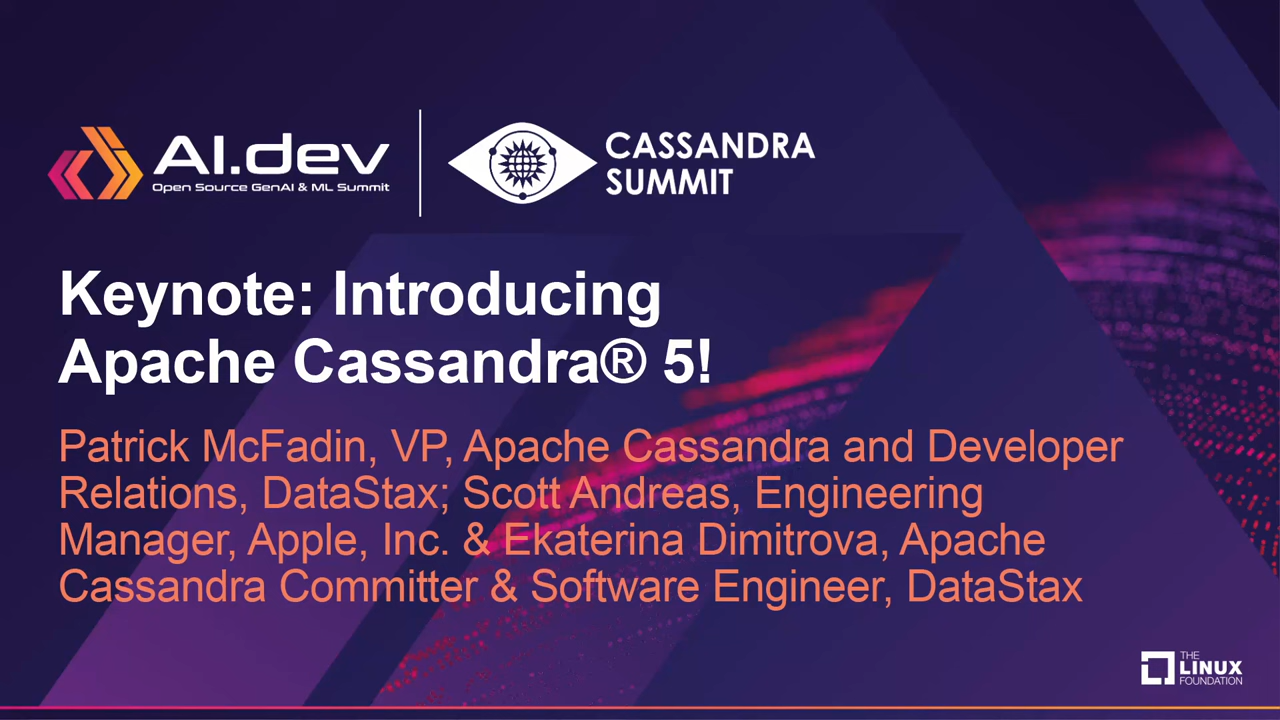 AI.dev
Open Source GenAI & ML Summit
CASSANDRA
SUMMIT
Keynote: Introducing
Apache Cassandra® 5!
Patrick McFadin, VP, Apache Cassandra and Developer
Relations, DataStax; Scott Andreas, Engineering
Manager, Apple, Inc. & Ekaterina Dimitrova, Apache
Cassandra Committer & Software Engineer, DataStax
THE
LINUX
FOUNDATION